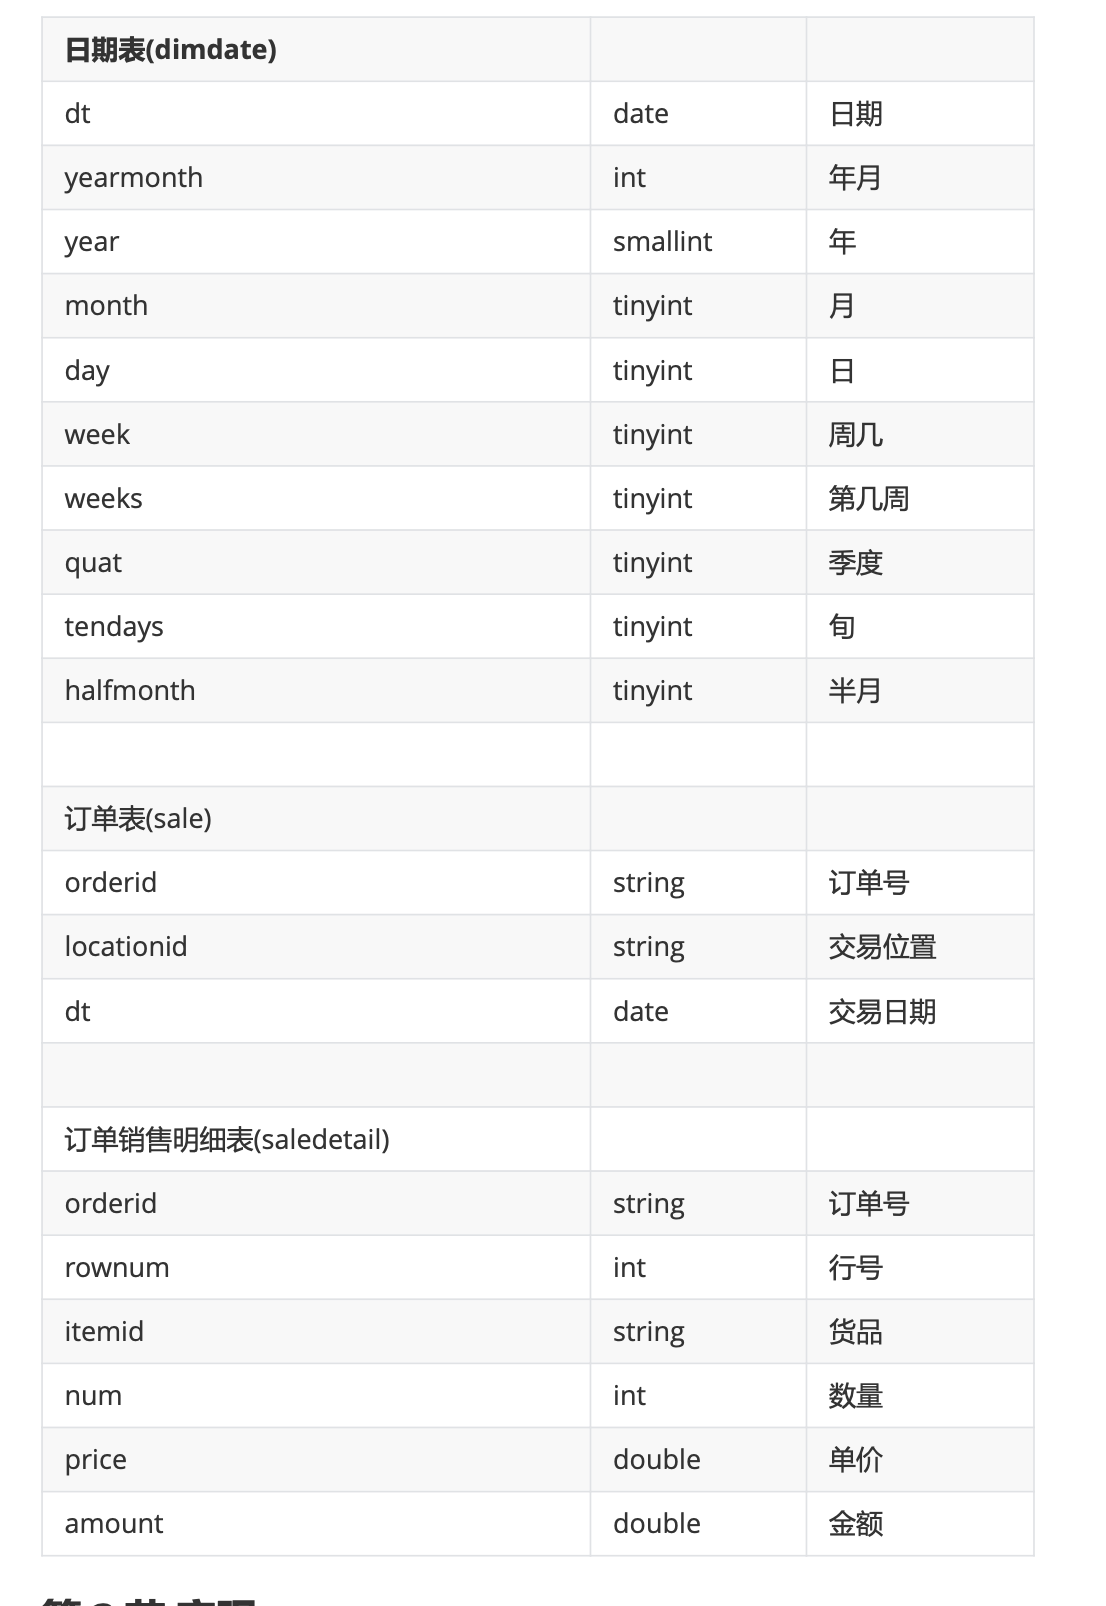 日期表(dimdate)
dt date 日期
yearmonth int 年月
year smallint 年
month tinyint 月
day tinyint 日
week tinyint 周几
weeks tinyint 第几周
quat tinyint 季度
tendays tinyint 旬
halfmonth tinyint 半月
订单表(sale)
orderid string 订单号
locationid string 交易位置
dt date 交易日期
订单销售明细表(saledetail)
orderid string 订单号
rownum int 行号
itemid string 货品
num int 数量
price double 单价
amount double 金额